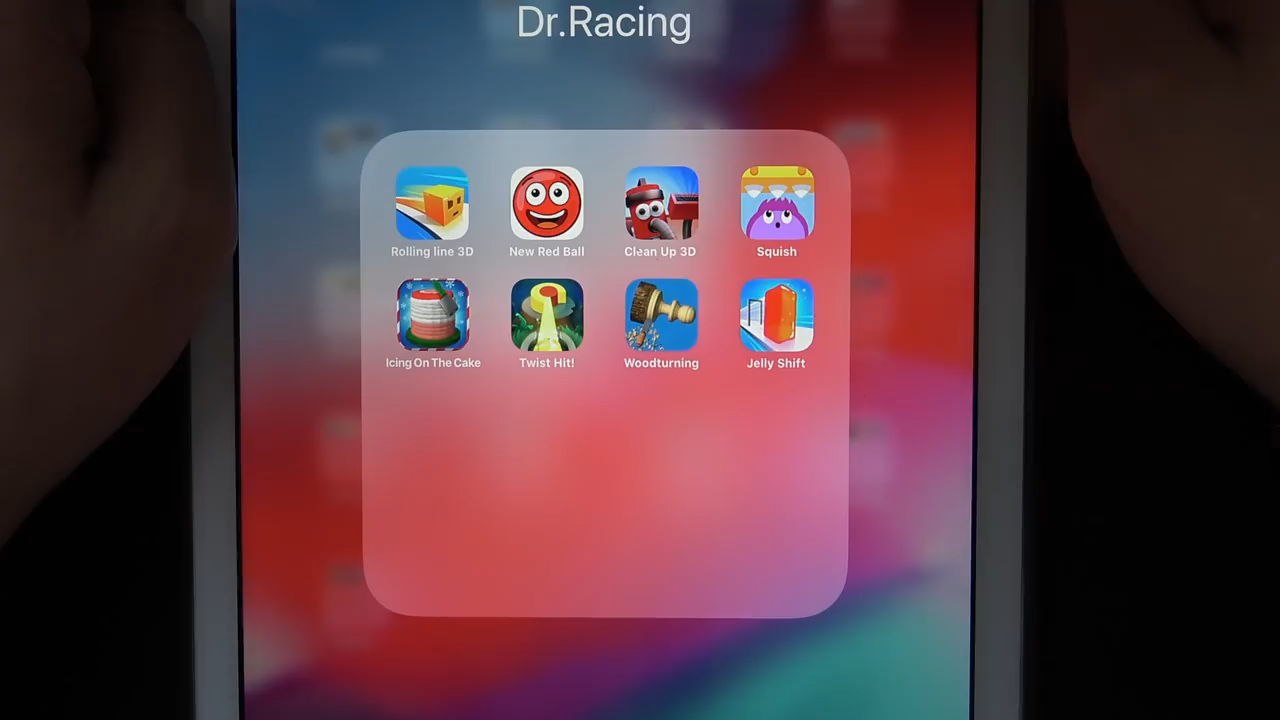 Dr.Racing
Rolling line 3D
New Red Ball
Clean Up 3D
Squish
Icing On The Cake
Twist Hit!
Woodturning
Jelly Shift